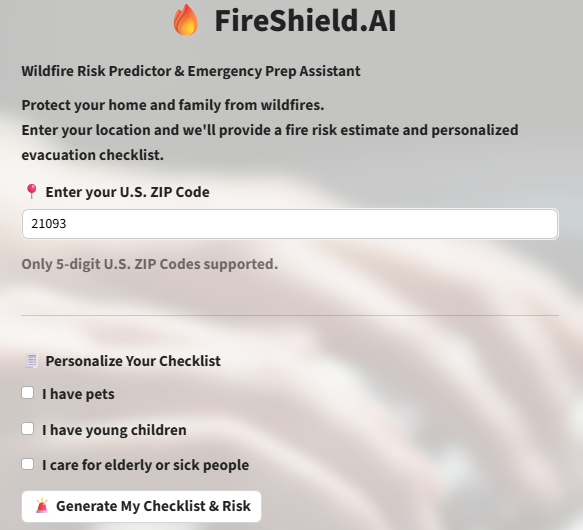 🔥 FireShield.AI
Wildfire Risk Predictor & Emergency Prep Assistant
Protect your home and family from wildfires.
Enter your location and we'll provide a fire risk estimate and personalized
evacuation checklist.
📍 Enter your U.S. ZIP Code
21093
Only 5-digit U.S. ZIP Codes supported.
🧾 Personalize Your Checklist
I have pets
I have young children
I care for elderly or sick people
🚨 Generate My Checklist & Risk